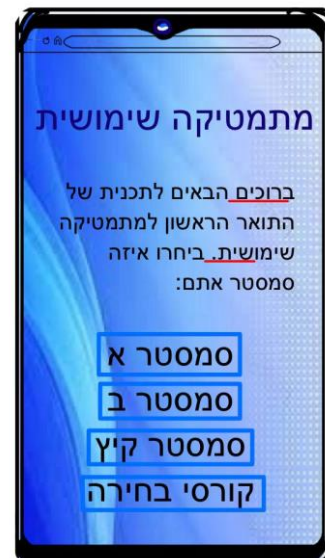 מתמטיקה שימושית
ברוכים הבאים לתכנית של
התואר הראשון למתמטיקה
שימושית. ביחרו איזה
סמסטר אתם:
סמסטר א
סמסטר ב
סמסטר קיץ
קורסי בחירה